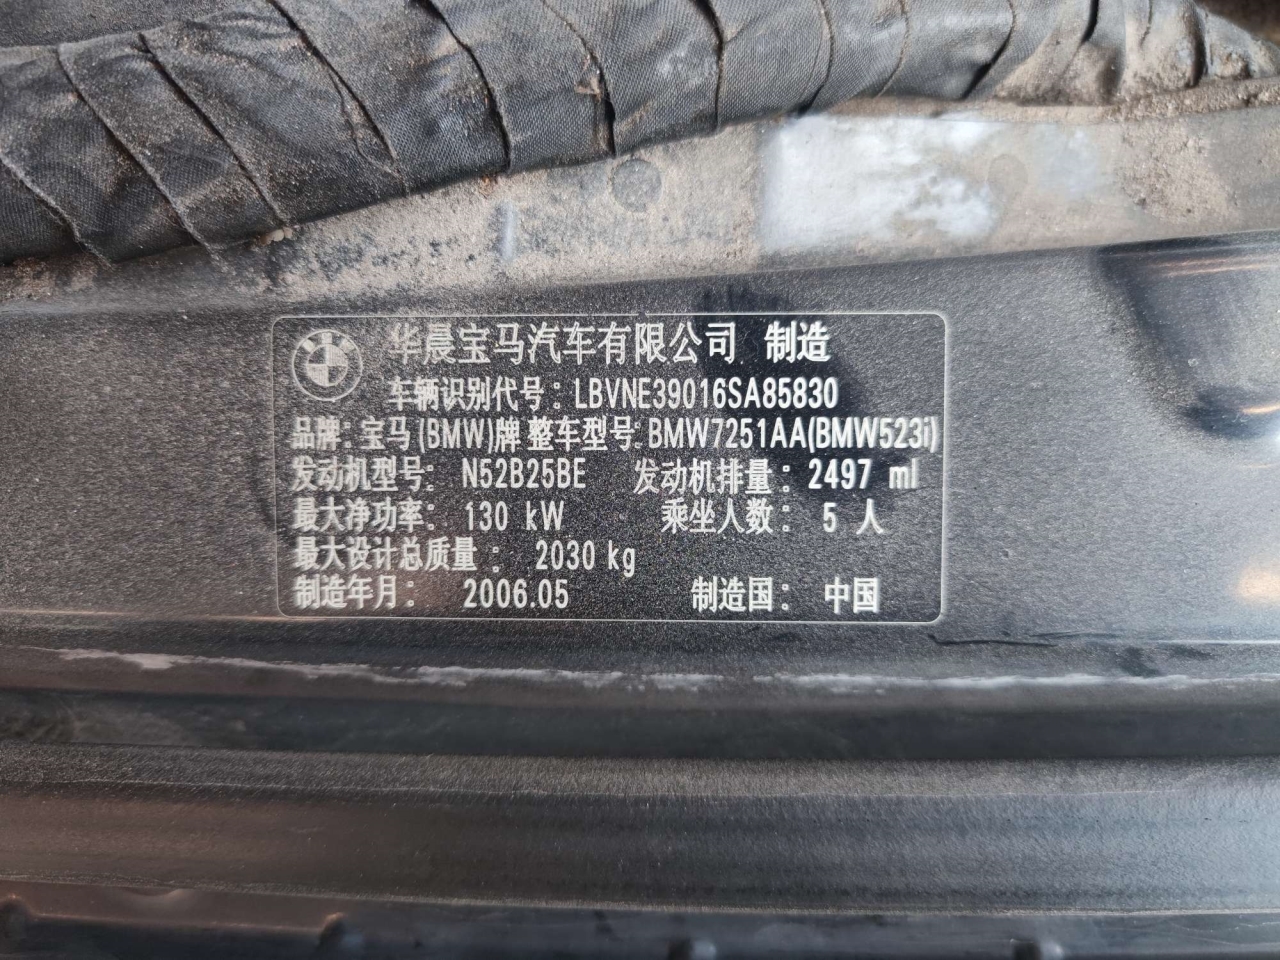 华晨宝马汽车有限公司 制造
车辆识别代号：LBVNE39016SA85830
品牌：宝马(BMW)牌 整车型号：BMW7251AA(BMW523i)
发动机型号：N52B25BE 发动机排量：2497 ml
最大净功率：130 kW 乘坐人数：5 人
最大设计总质量：2030 kg
制造年月：2006.05 制造国：中国